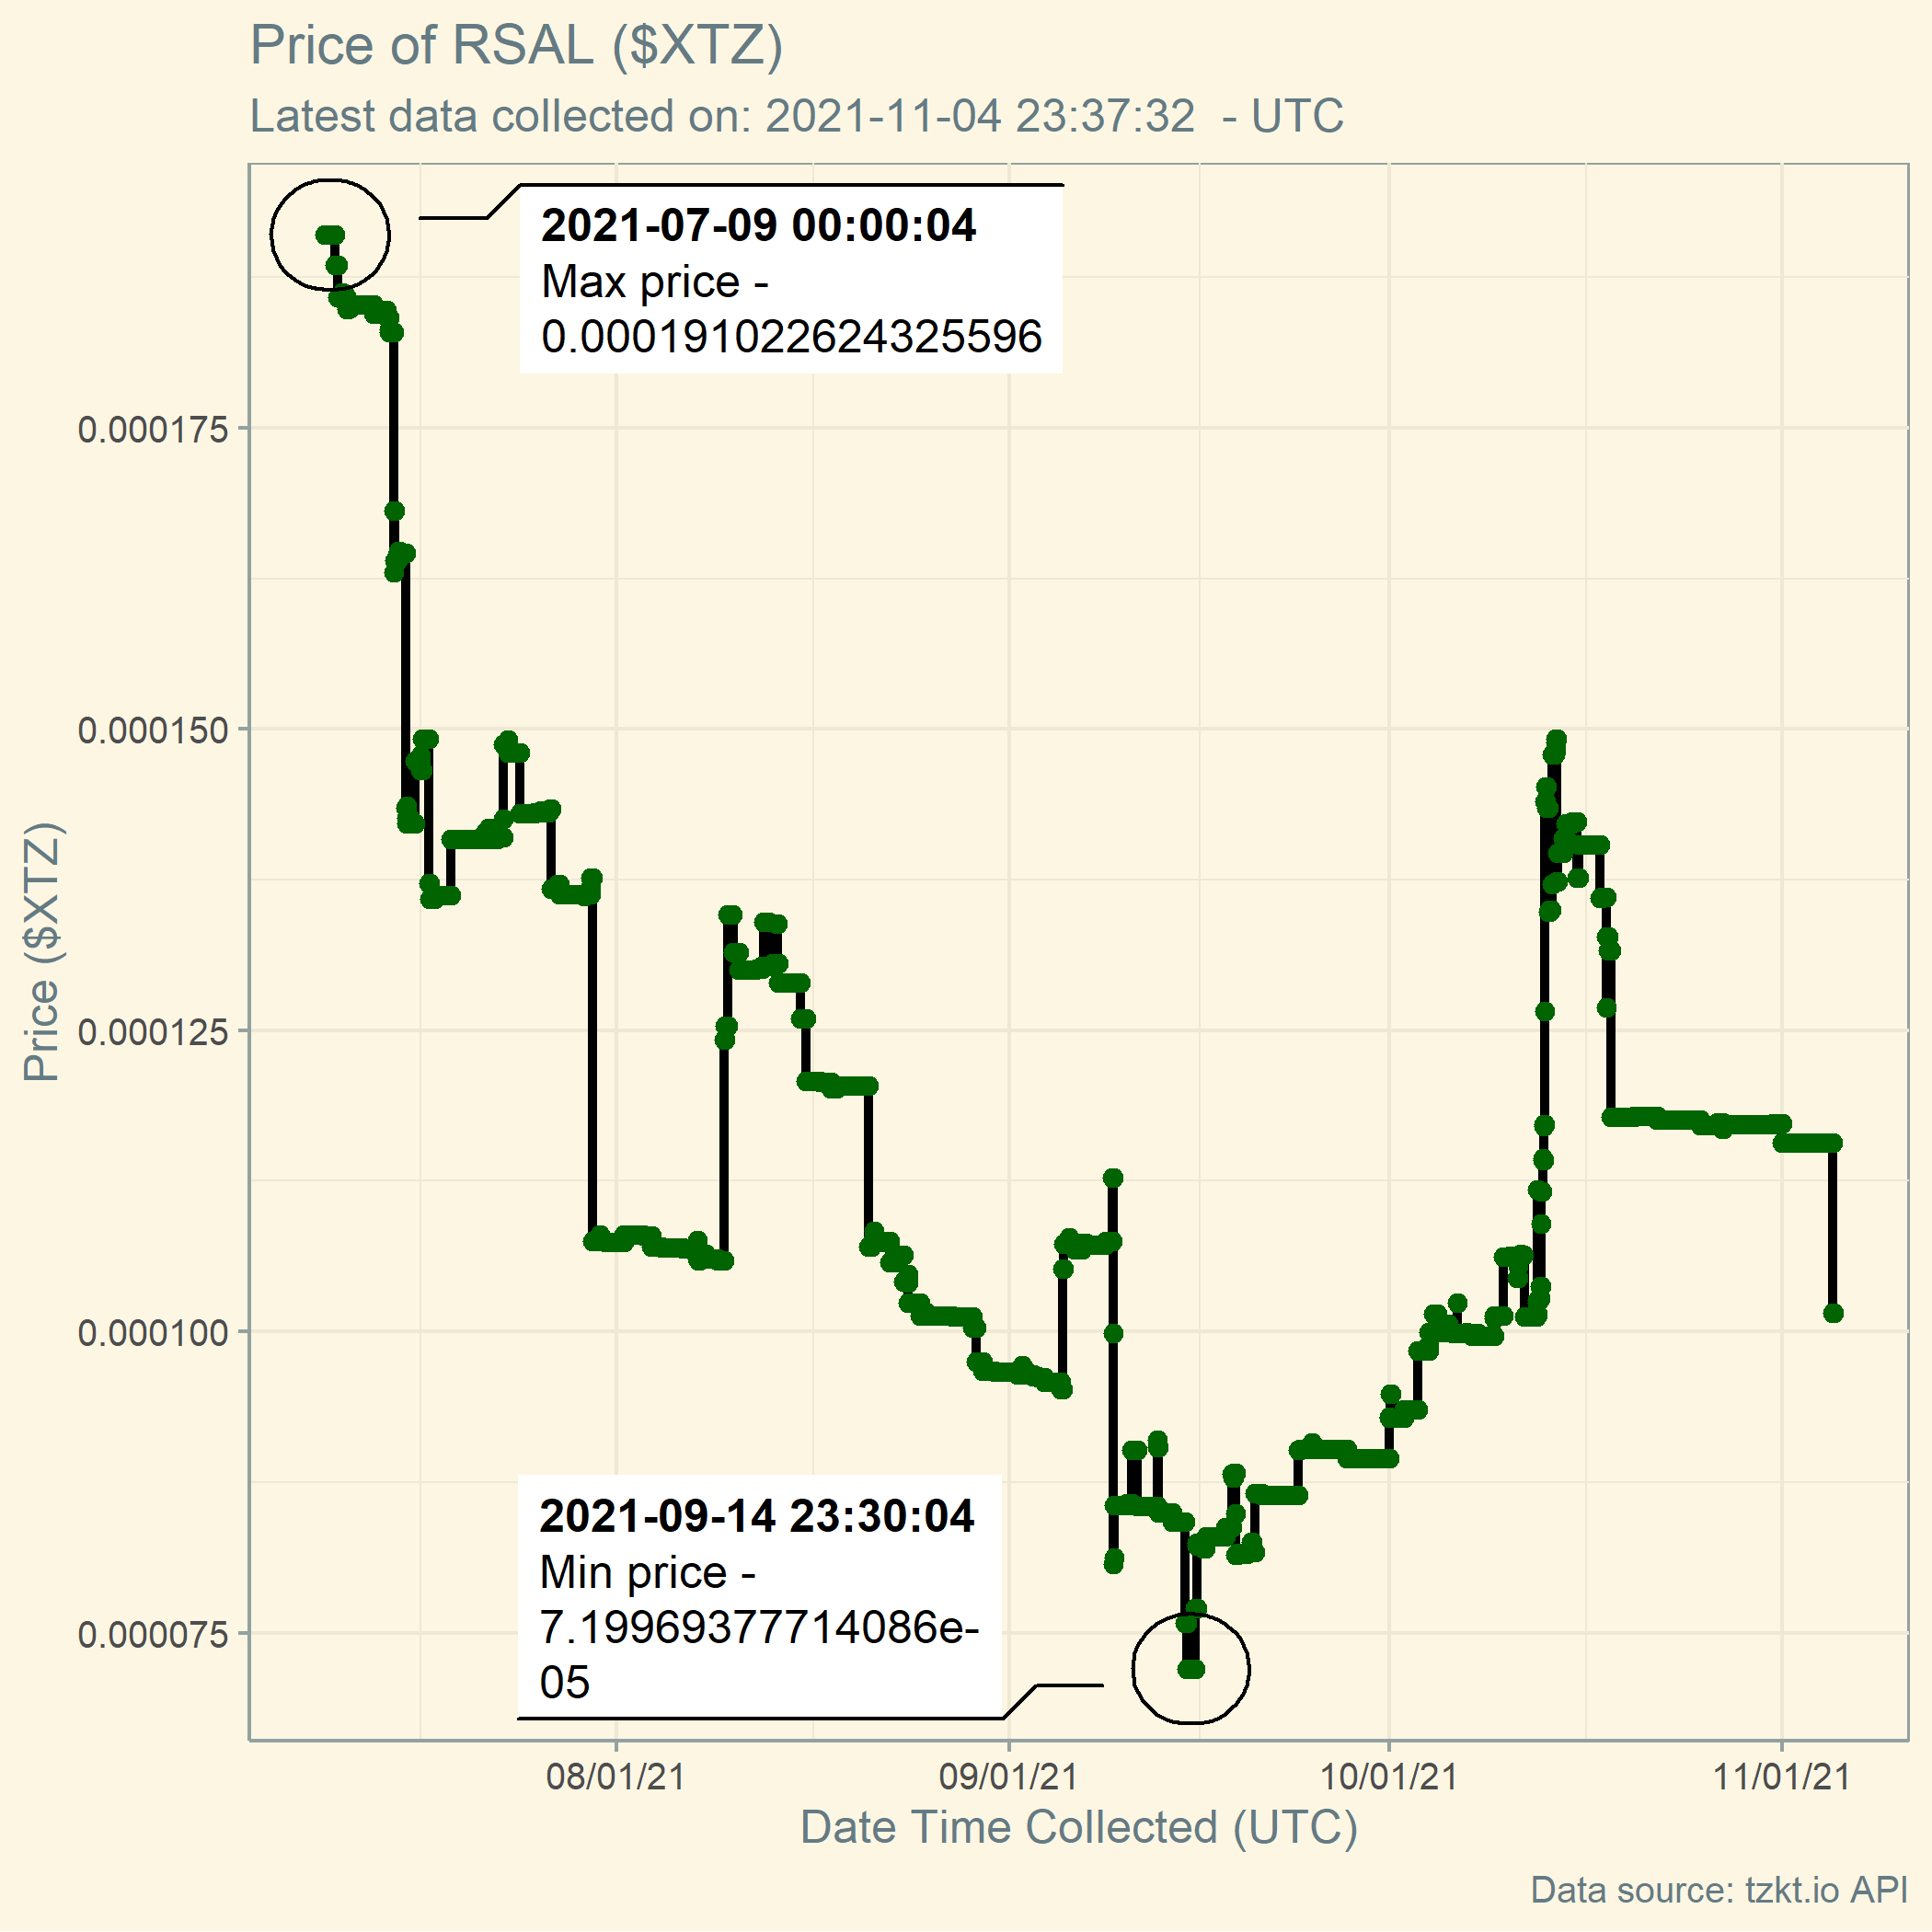 Price of RSAL ($XTZ)
Latest data collected on: 2021-11-04 23:37:32  - UTC
2021-07-09 00:00:04
Max price -
0.000191022624325596
0.000175
0.000150
0.000125
0.000100
0.000075
Price ($XTZ)
2021-09-14 23:30:04
Min price -
7.19969377714086e-
05
08/01/21
09/01/21
10/01/21
11/01/21
Date Time Collected (UTC)
Data source: tzkt.io API